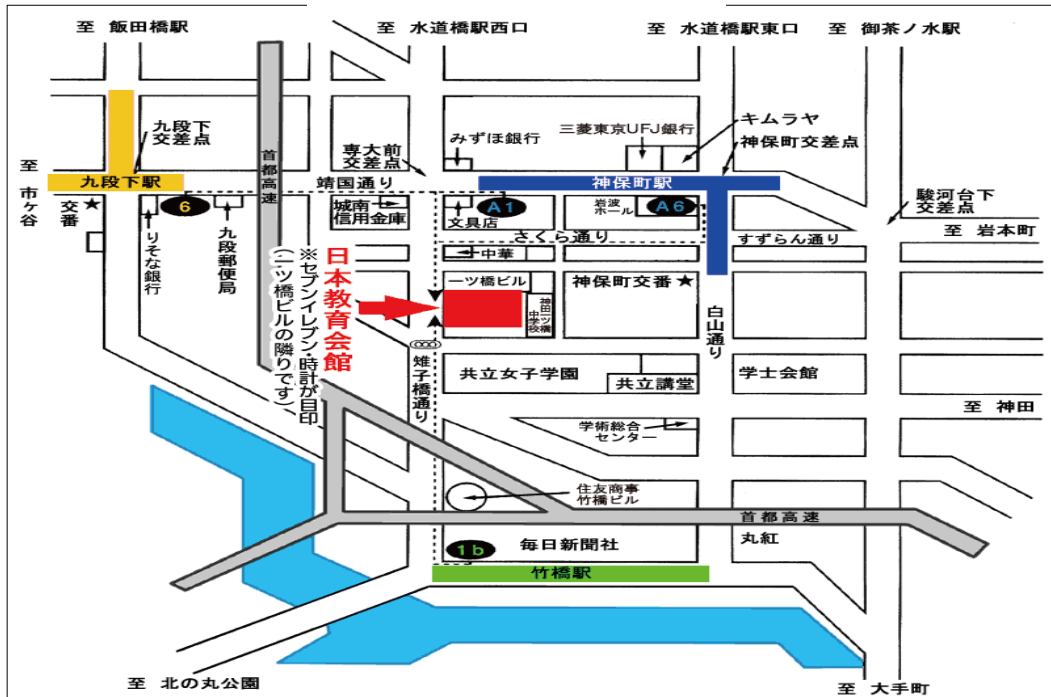 至 飯田橋駅
至 水道橋駅西口
至 水道橋駅東口
至 御茶ノ水駅
九段下
交差点
首都高速
専大前
交差点
みずほ銀行
三菱東京UFJ銀行
キムラヤ
神保町交差点
至 市ヶ谷
九段下駅
靖国通り
神保町駅
駿河台下
交差点
交番★
6
城南
信用金庫
A1
文具店
岩波
ホール
A6
りそな銀行
九段郵便局
さくら通り
すずらん通り
至 岩本町
中華
日本教育会館
※セブンイレブン・時計が目印
(一ツ橋ビルの隣りです)
一ツ橋ビル
神田一ツ橋
中学校
神保町交番★
白山通り
雉子橋通り
共立女子学園
共立講堂
学士会館
至 神田
学術総合
センター
住友商事
竹橋ビル
首都高速
1b
毎日新聞社
丸紅
竹橋駅
至 北の丸公園
至 大手町